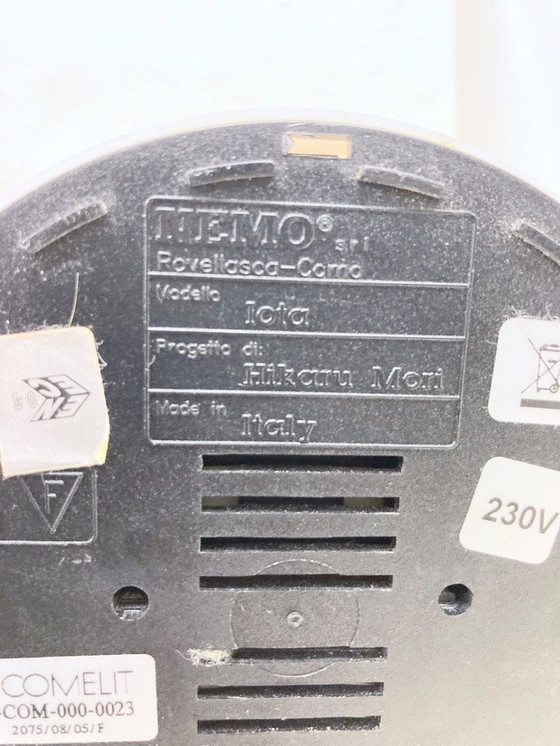 NEMO® srl
Rovellasca-Como
Modello
Iota
Progetto di:
Hikaru Mori
Made in
Italy
F
230V
COMELIT
-COM-000-0023
2075/08/05/F